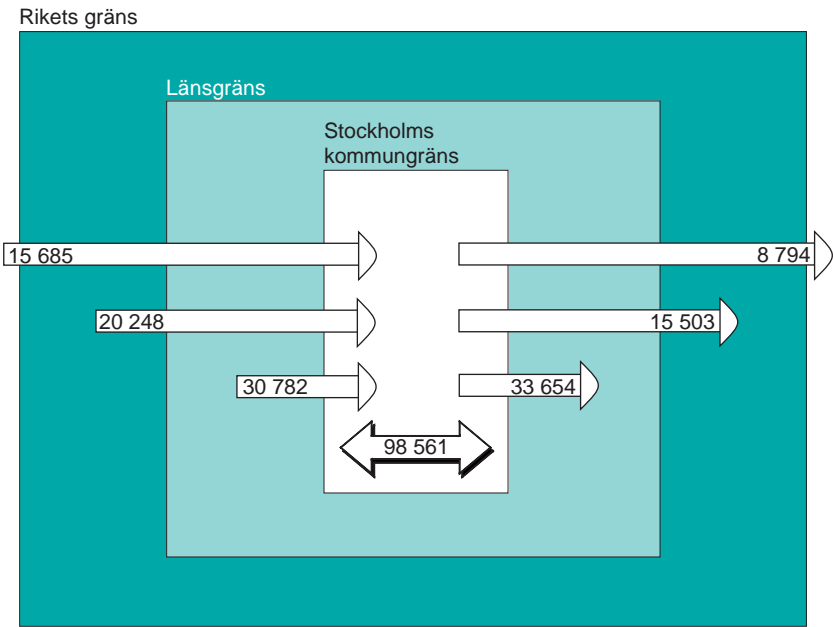 Rikets gräns
Länsgräns
Stockholms
kommungräns
15 685
8 794
20 248
15 503
30 782
33 654
98 561